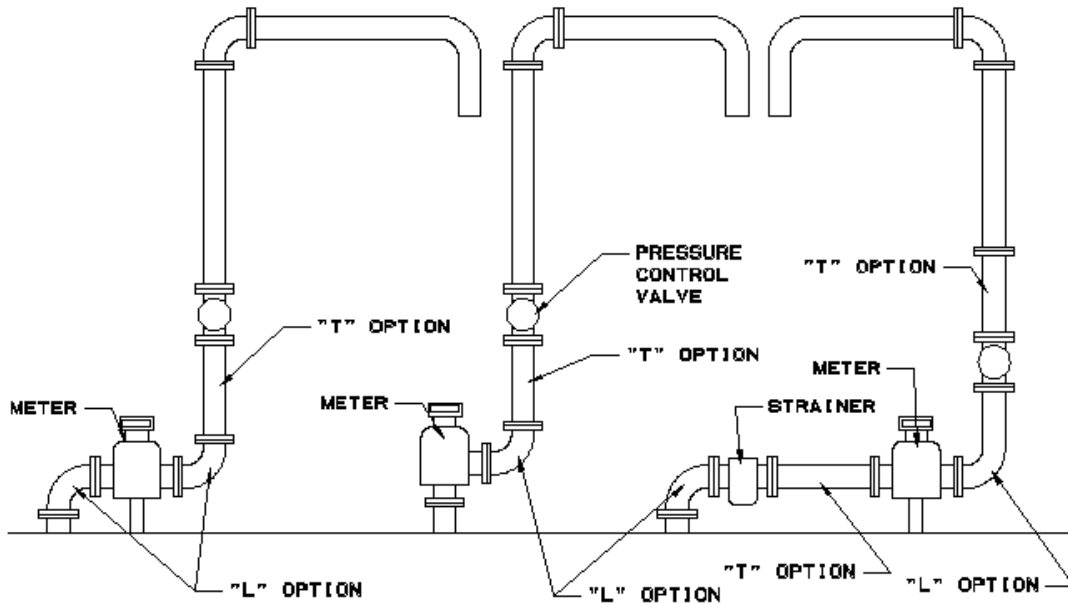 PRESSURE
CONTROL
VALVE
"T" OPTION
"T" OPTION
"T" OPTION
METER
METER
METER
STRAINER
"L" OPTION
"L" OPTION
"T" OPTION
"L" OPTION